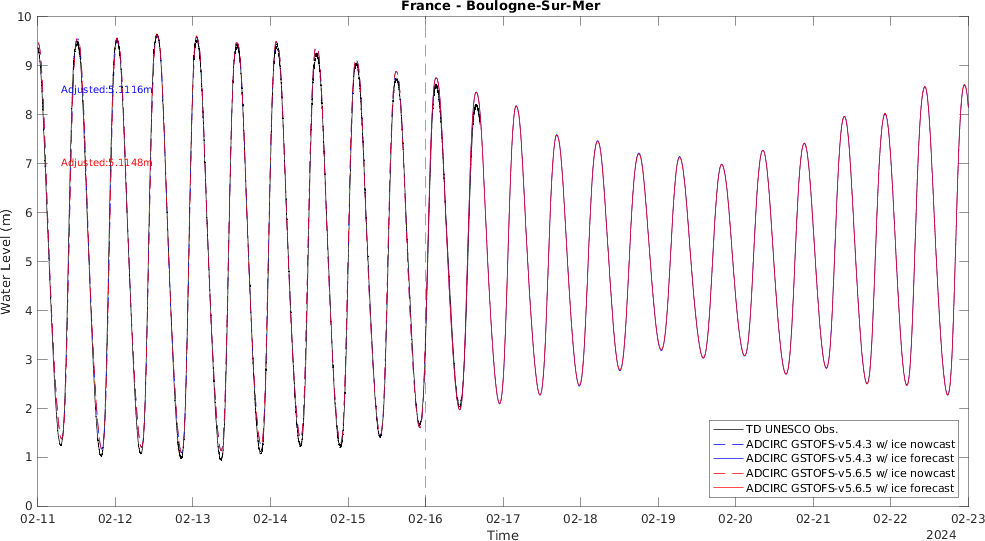 France - Boulogne-Sur-Mer
10
9
8
7
6
5
4
3
2
1
0
Water Level (m)
Adjusted:5.1116m
Adjusted:5.1148m
TD UNESCO Obs.
ADCIRC GSTOFS-v5.4.3 w/ ice nowcast
ADCIRC GSTOFS-v5.4.3 w/ ice forecast
ADCIRC GSTOFS-v5.6.5 w/ ice nowcast
ADCIRC GSTOFS-v5.6.5 w/ ice forecast
02-11 02-12 02-13 02-14 02-15 02-16 02-17 02-18 02-19 02-20 02-21 02-22 02-23
Time
2024